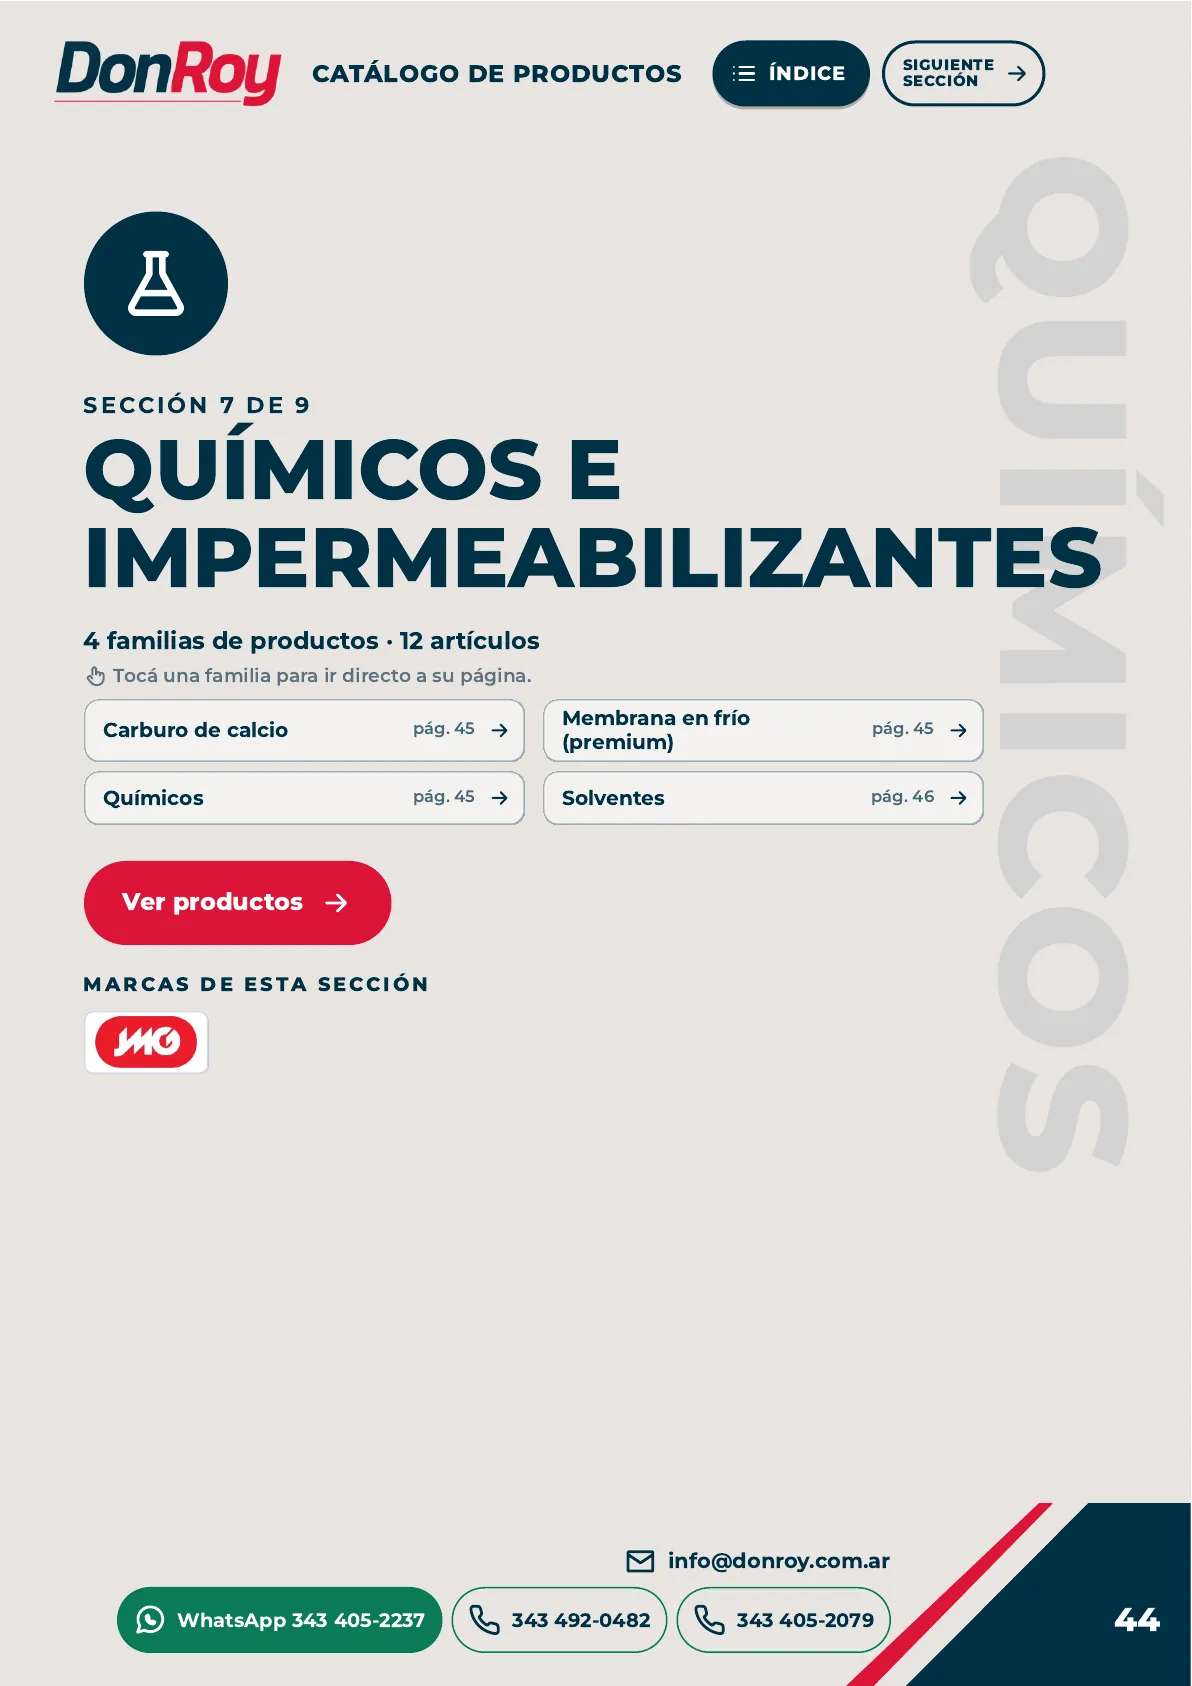 DonRoy
CATÁLOGO DE PRODUCTOS
ÍNDICE
SIGUIENTE
SECCIÓN
QUÍMICOS
SECCIÓN 7 DE 9
QUÍMICOS E
IMPERMEABILIZANTES
4 familias de productos · 12 artículos
Tocá una familia para ir directo a su página.
Carburo de calcio pág. 45
Membrana en frío
(premium) pág. 45
Químicos pág. 45
Solventes pág. 46
Ver productos
MARCAS DE ESTA SECCIÓN
JMG
info@donroy.com.ar
WhatsApp 343 405-2237
343 492-0482
343 405-2079
44